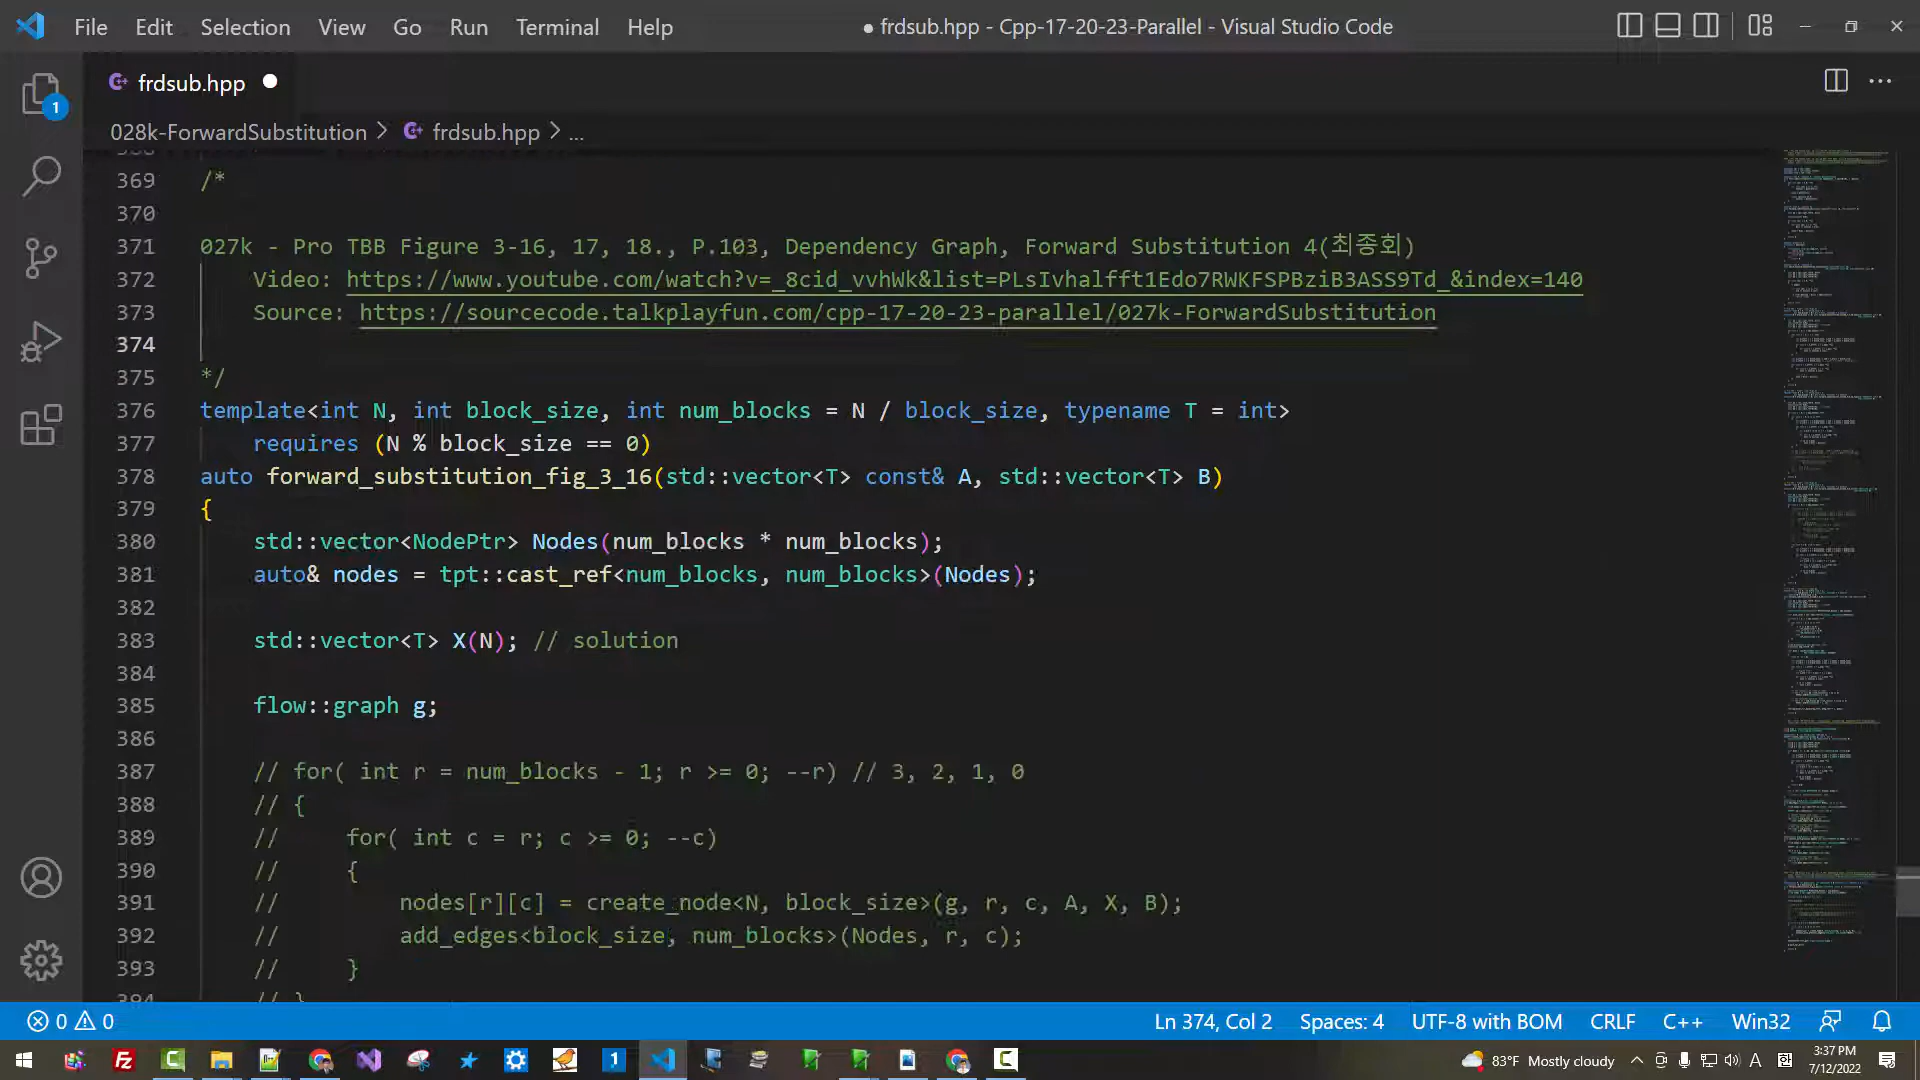 File Edit Selection View Go Run Terminal Help ● frdsub.hpp - Cpp-17-20-23-Parallel - Visual Studio Code
frdsub.hpp
1
028k-ForwardSubstitution > frdsub.hpp > ...
369 /*
370
371 027k - Pro TBB Figure 3-16, 17, 18., P.103, Dependency Graph, Forward Substitution 4(최종회)
372 Video: https://www.youtube.com/watch?v=_8cid_vvhWk&list=PLsIvhalfft1Edo7RWKFSPBziB3ASS9Td_&index=140
373 Source: https://sourcecode.talkplayfun.com/cpp-17-20-23-parallel/027k-ForwardSubstitution
374
375 */
376 template<int N, int block_size, int num_blocks = N / block_size, typename T = int>
377 requires (N % block_size == 0)
378 auto forward_substitution_fig_3_16(std::vector<T> const& A, std::vector<T> B)
379 {
380 std::vector<NodePtr> Nodes(num_blocks * num_blocks);
381 auto& nodes = tpt::cast_ref<num_blocks, num_blocks>(Nodes);
382
383 std::vector<T> X(N); // solution
384
385 flow::graph g;
386
387 // for( int r = num_blocks - 1; r >= 0; --r) // 3, 2, 1, 0
388 // {
389 // for( int c = r; c >= 0; --c)
390 // {
391 // nodes[r][c] = create_node<N, block_size>(g, r, c, A, X, B);
392 // add_edges<block_size, num_blocks>(Nodes, r, c);
393 // }
394 // }
0 0 Ln 374, Col 2 Spaces: 4 UTF-8 with BOM CRLF C++ Win32
83°F Mostly cloudy A 3:37 PM
7/12/2022